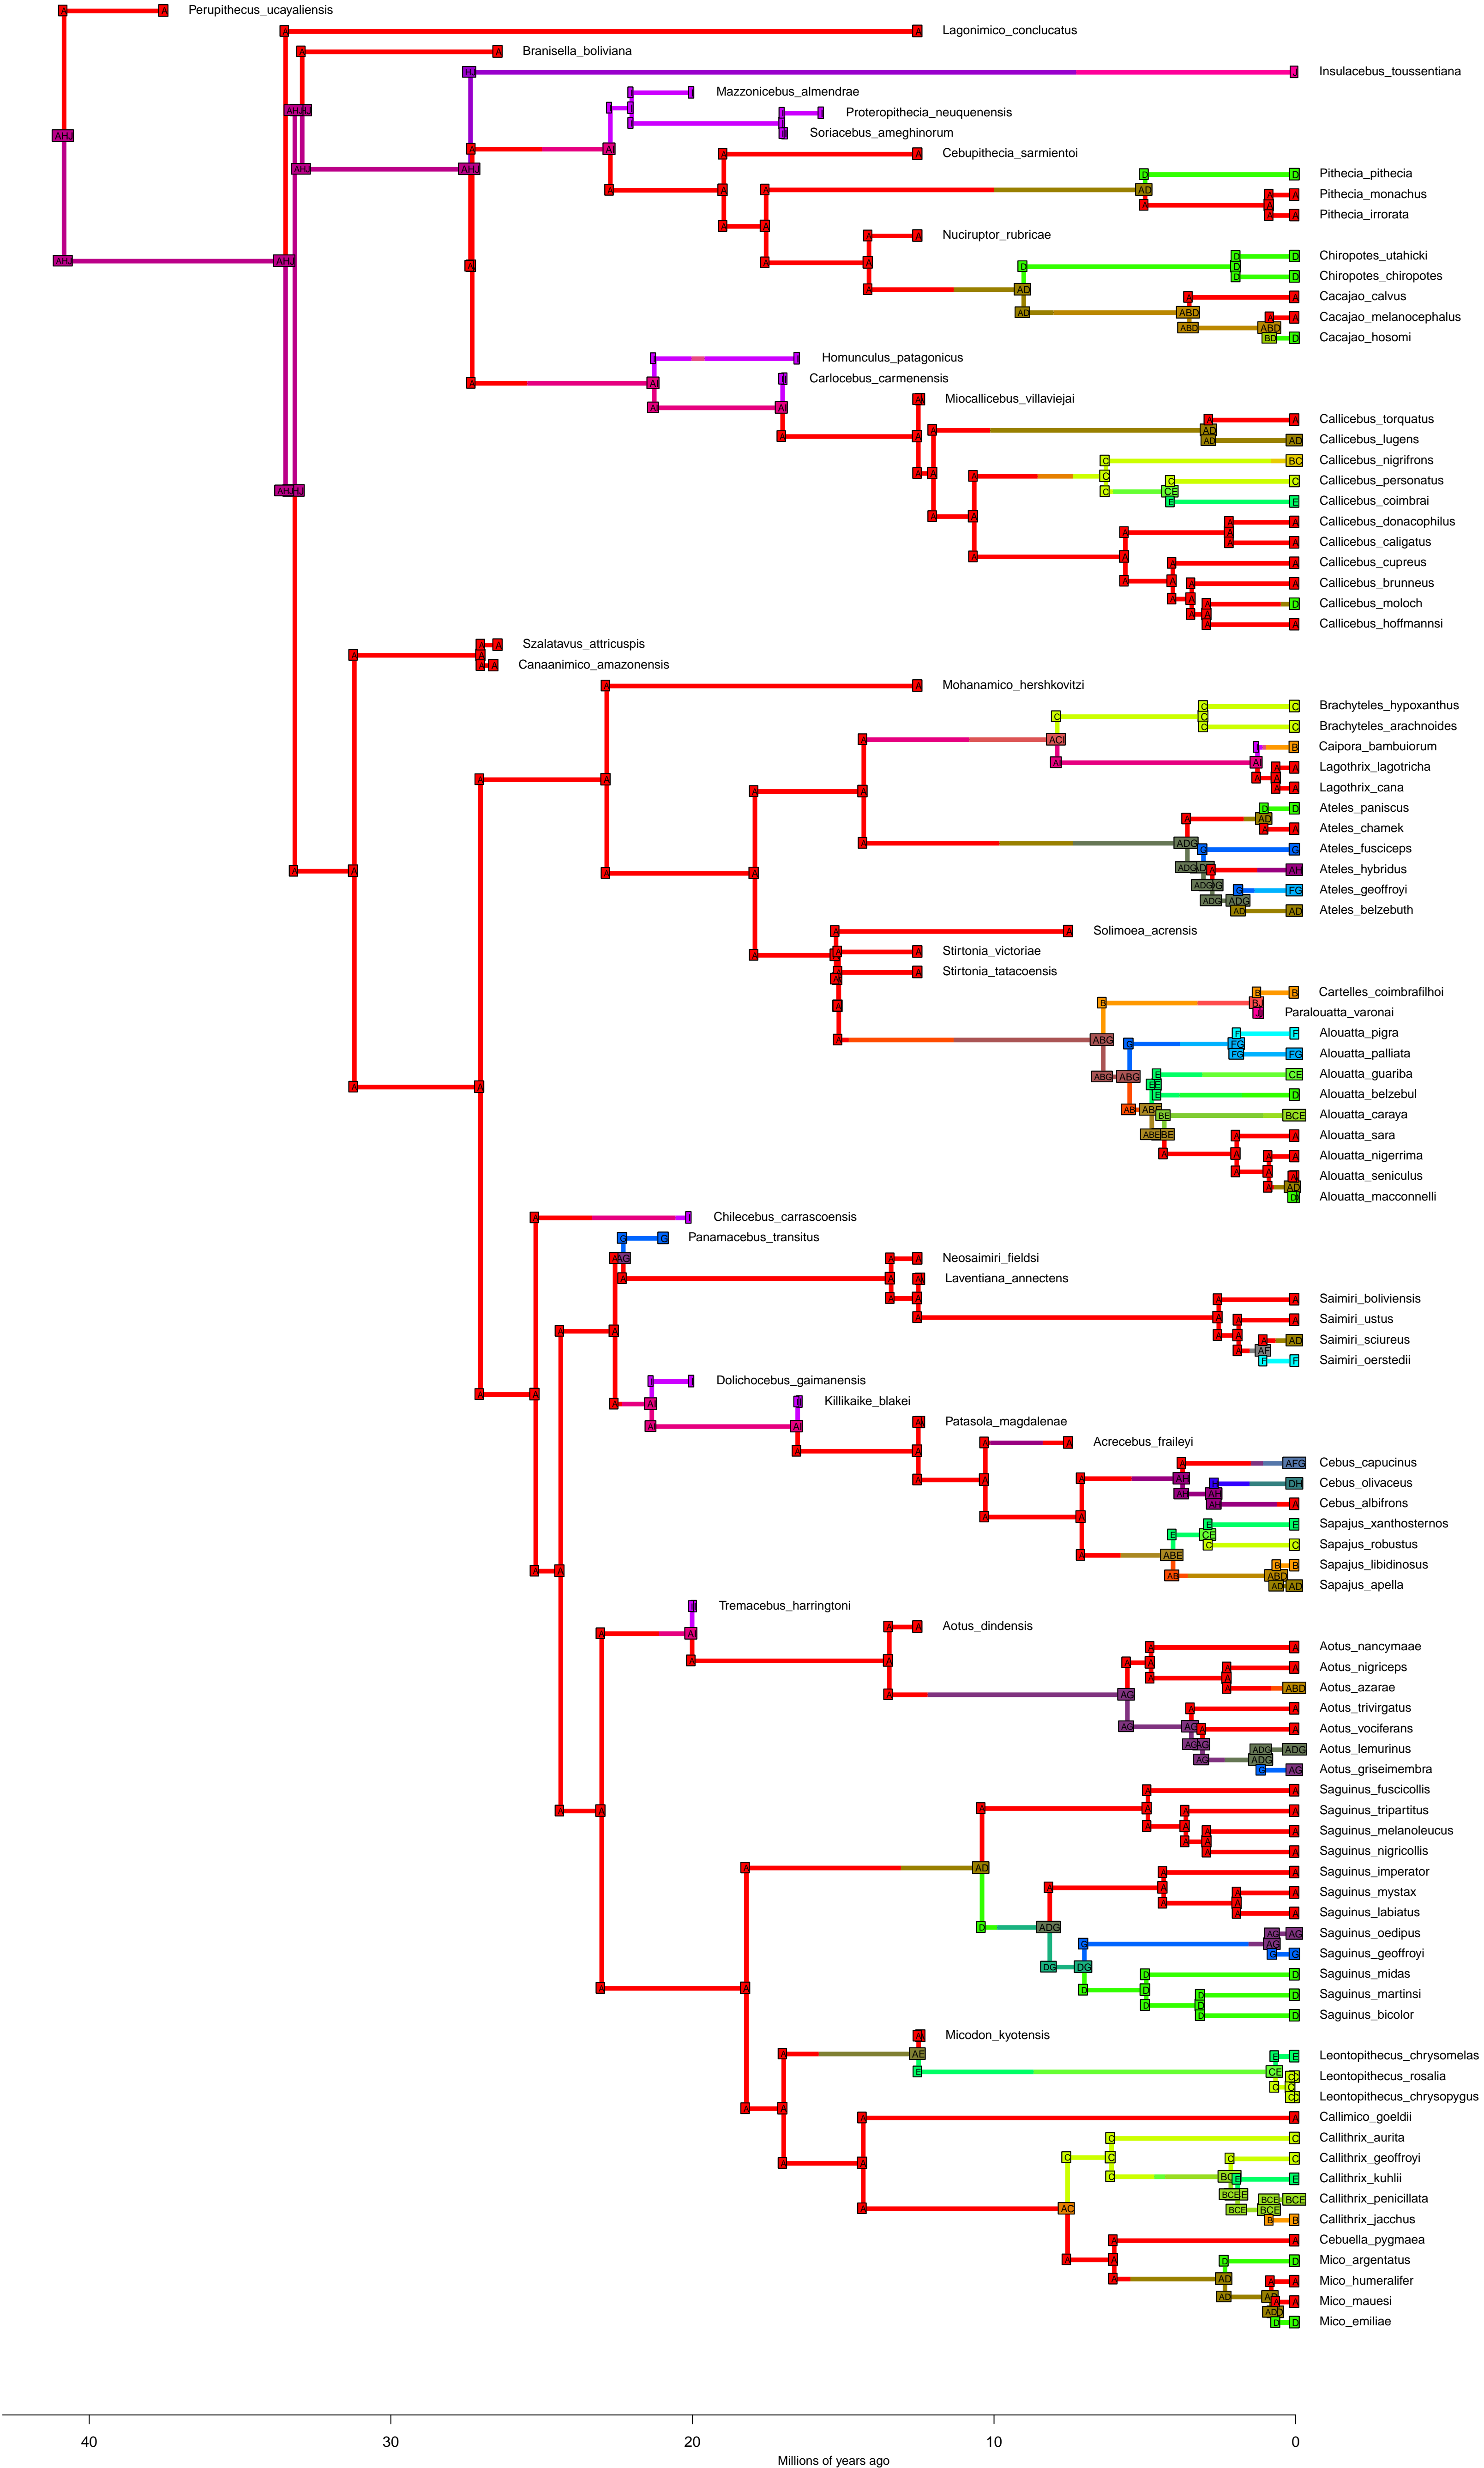 Perupithecus_ucayaliensis
Lagonimico_conclucatus
Branisella_boliviana
Insulacebus_toussentiana
Mazzonicebus_almendrae
Proteropithecia_neuquenensis
Soriacebus_ameghinorum
Cebupithecia_sarmientoi
Pithecia_pithecia
Pithecia_monachus
Pithecia_irrorata
Nuciruptor_rubricae
Chiropotes_utahicki
Chiropotes_chiropotes
Cacajao_calvus
Cacajao_melanocephalus
Cacajao_hosomi
Homunculus_patagonicus
Carlocebus_carmenensis
Miocallicebus_villaviejai
Callicebus_torquatus
Callicebus_lugens
Callicebus_nigrifrons
Callicebus_personatus
Callicebus_coimbrai
Callicebus_donacophilus
Callicebus_caligatus
Callicebus_cupreus
Callicebus_brunneus
Callicebus_moloch
Callicebus_hoffmannsi
Szalatavus_attricuspis
Canaanimico_amazonensis
Mohanamico_hershkovitzi
Brachyteles_hypoxanthus
Brachyteles_arachnoides
Caipora_bambuiorum
Lagothrix_lagotricha
Lagothrix_cana
Ateles_paniscus
Ateles_chamek
Ateles_fusciceps
Ateles_hybridus
Ateles_geoffroyi
Ateles_belzebuth
Solimoea_acrensis
Stirtonia_victoriae
Stirtonia_tatacoensis
Cartelles_coimbrafilhoi
Paralouatta_varonai
Alouatta_pigra
Alouatta_palliata
Alouatta_guariba
Alouatta_belzebul
Alouatta_caraya
Alouatta_sara
Alouatta_nigerrima
Alouatta_seniculus
Alouatta_macconnelli
Chilecebus_carrascoensis
Panamacebus_transitus
Neosaimiri_fieldsi
Laventiana_annectens
Saimiri_boliviensis
Saimiri_ustus
Saimiri_sciureus
Saimiri_oerstedii
Dolichocebus_gaimanensis
Killikaike_blakei
Patasola_magdalenae
Acrecebus_fraileyi
Cebus_capucinus
Cebus_olivaceus
Cebus_albifrons
Sapajus_xanthosternos
Sapajus_robustus
Sapajus_libidinosus
Sapajus_apella
Tremacebus_harringtoni
Aotus_dindensis
Aotus_nancymaae
Aotus_nigriceps
Aotus_azarae
Aotus_trivirgatus
Aotus_vociferans
Aotus_lemurinus
Aotus_griseimembra
Saguinus_fuscicollis
Saguinus_tripartitus
Saguinus_melanoleucus
Saguinus_nigricollis
Saguinus_imperator
Saguinus_mystax
Saguinus_labiatus
Saguinus_oedipus
Saguinus_geoffroyi
Saguinus_midas
Saguinus_martinsi
Saguinus_bicolor
Micodon_kyotensis
Leontopithecus_chrysomelas
Leontopithecus_rosalia
Leontopithecus_chrysopygus
Callimico_goeldii
Callithrix_aurita
Callithrix_geoffroyi
Callithrix_kuhlii
Callithrix_penicillata
Callithrix_jacchus
Cebuella_pygmaea
Mico_argentatus
Mico_humeralifer
Mico_mauesi
Mico_emiliae
40 30 20 10 0
Millions of years ago